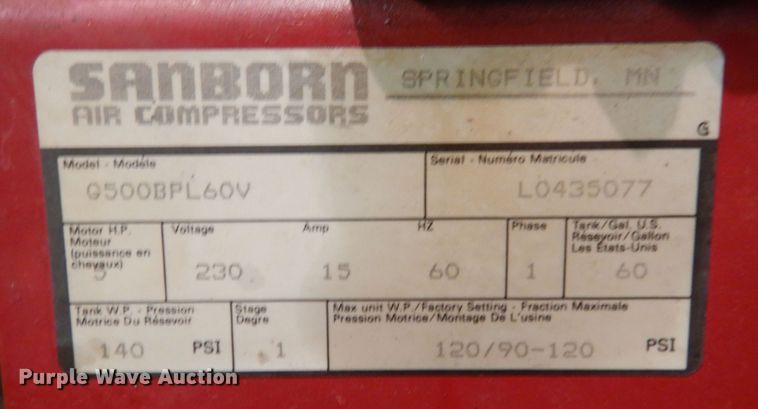 SANBORN
AIR COMPRESSORS
SPRINGFIELD, MN
G
Model - Modèle
G500BPL60V
Serial - Numéro Matricule
L0435077
Motor H.P.
Moteur
(puissance en
chevaux)
5
Voltage
230
Amp
15
HZ
60
Phase
1
Tank/Gal. U.S.
Réservoir/Gallon
Les États-Unis
60
Tank W.P. - Pression
Motrice Du Résevoir
140 PSI
Stage
Degre
1
Max unit W.P./Factory Setting - Fraction Maximale
Pression Motrice/Montage De L'usine
120/90-120 PSI
Purple Wave Auction